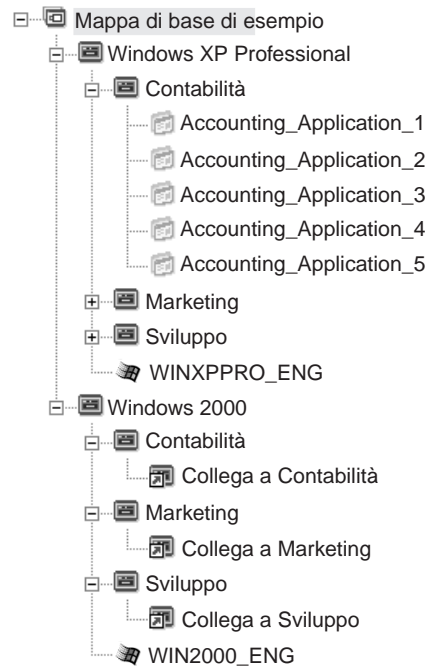 Mappa di base di esempio
Windows XP Professional
Contabilità
Accounting_Application_1
Accounting_Application_2
Accounting_Application_3
Accounting_Application_4
Accounting_Application_5
Marketing
Sviluppo
WINXPPRO_ENG
Windows 2000
Contabilità
Collega a Contabilità
Marketing
Collega a Marketing
Sviluppo
Collega a Sviluppo
WIN2000_ENG